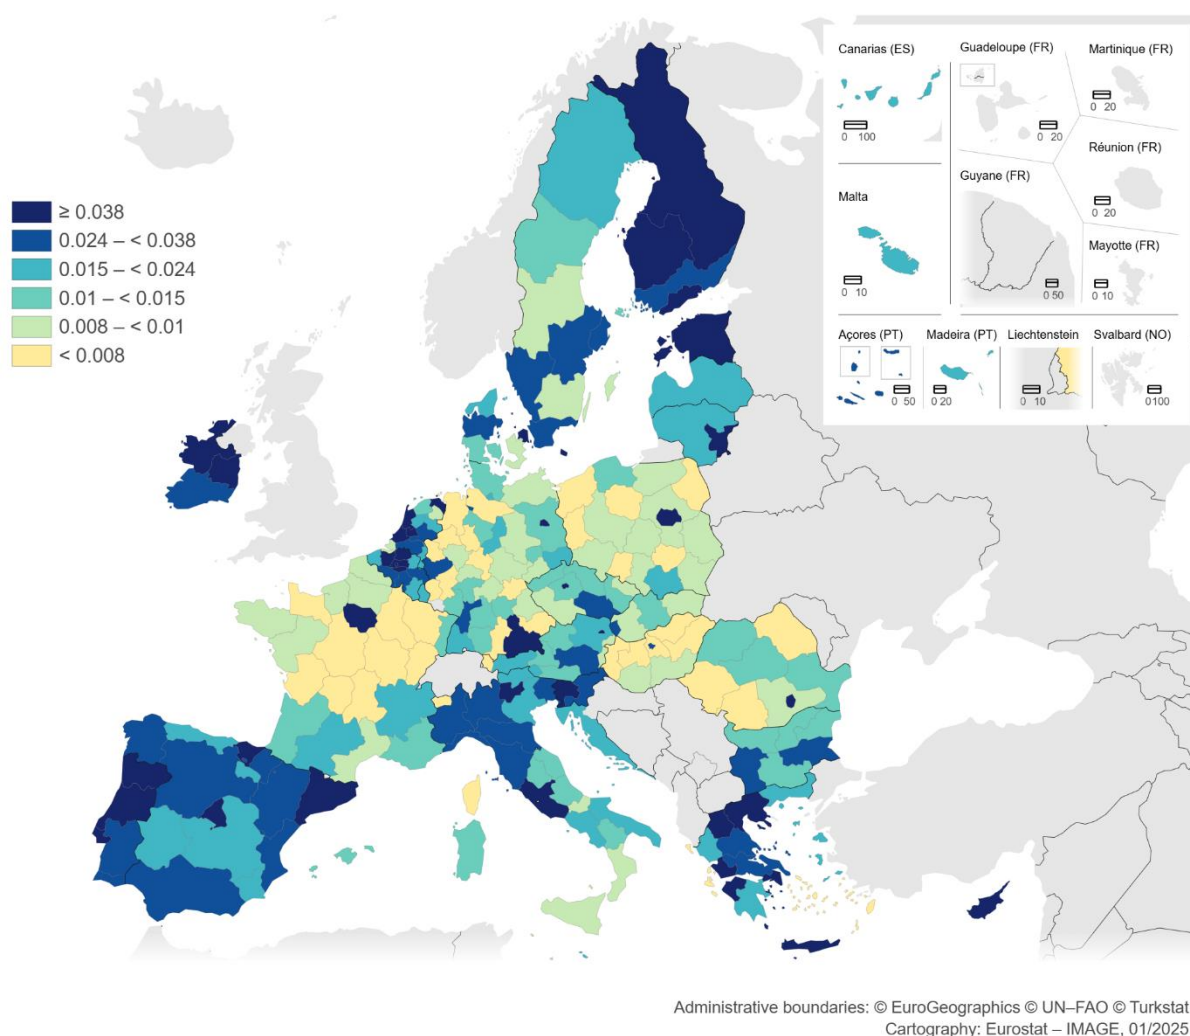 Canarias (ES)
Guadeloupe (FR)
Martinique (FR)
0 100
0 20
0 20
Réunion (FR)
0 20
Malta
Guyane (FR)
Mayotte (FR)
0 10
0 50
0 10
Açores (PT)
Madeira (PT)
Liechtenstein
Svalbard (NO)
0 50
0 20
0 10
0 100
≥ 0.038
0.024 – < 0.038
0.015 – < 0.024
0.01 – < 0.015
0.008 – < 0.01
< 0.008
Administrative boundaries: © EuroGeographics © UN–FAO © Turkstat
Cartography: Eurostat – IMAGE, 01/2025